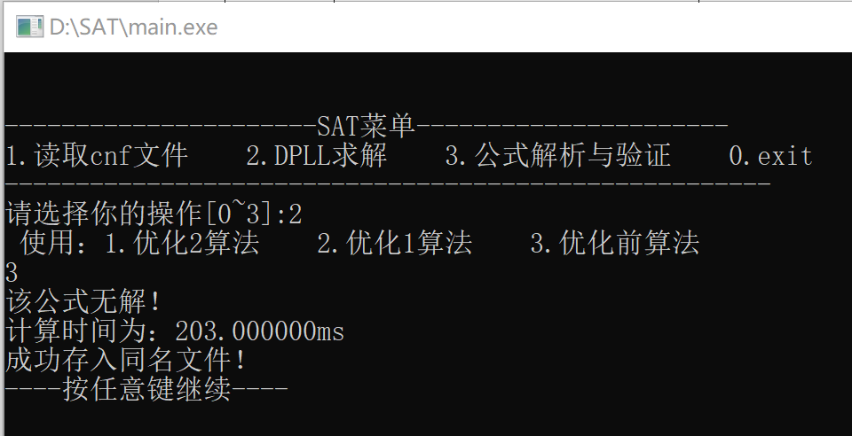 D:\SAT\main.exe
----------------------SAT菜单----------------------
1.读取cnf文件    2.DPLL求解    3.公式解析与验证    0.exit
------------------------------------------------------
请选择你的操作[0~3]:2
 使用: 1.优化2算法    2.优化1算法    3.优化前算法
3
该公式无解!
计算时间为: 203.000000ms
成功存入同名文件!
----按任意键继续----